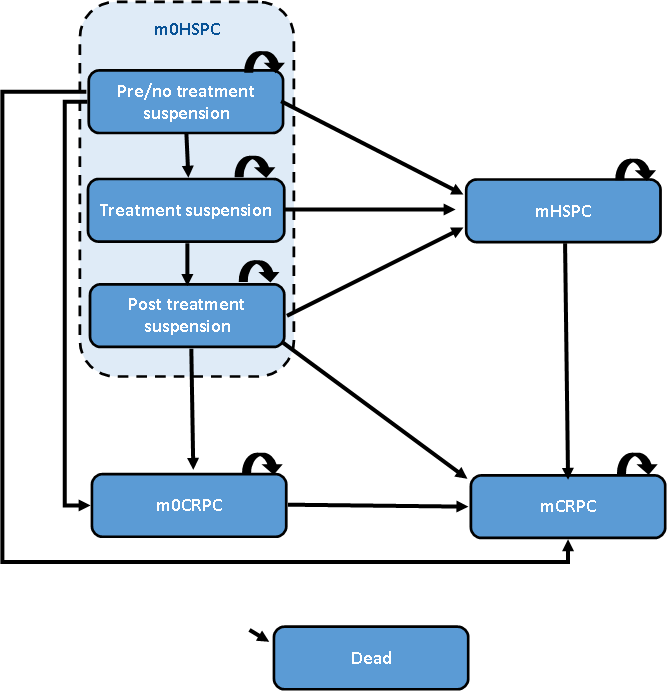 m0HSPC
Pre/no treatment
suspension
Treatment suspension
mHSPC
Post treatment
suspension
m0CRPC
mCRPC
Dead